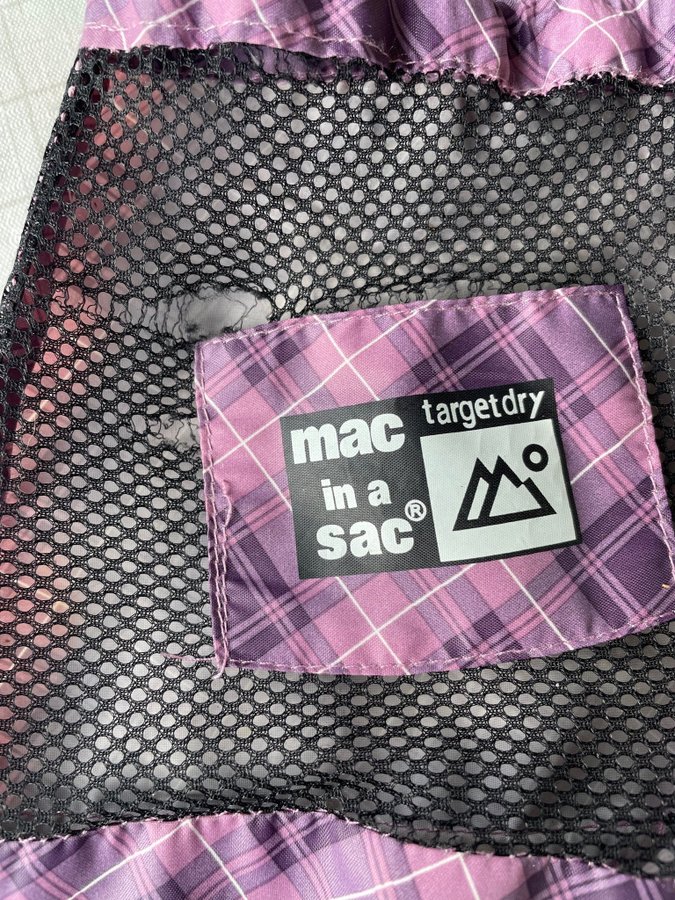 mac
in a
sac®
targetdry